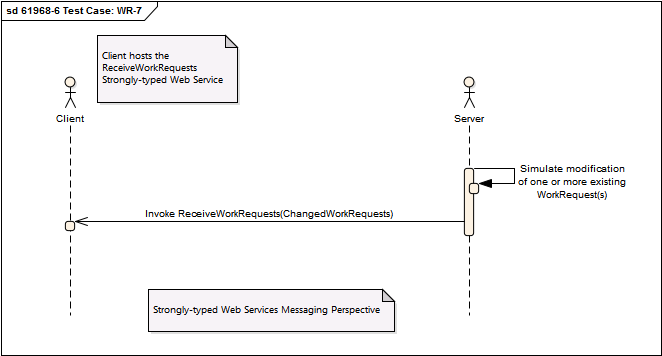 sd 61968-6 Test Case: WR-7
Client hosts the
ReceiveWorkRequests
Strongly-typed Web Service
Client
Server
Simulate modification
of one or more existing
WorkRequest(s)
Invoke ReceiveWorkRequests(ChangedWorkRequests)
Strongly-typed Web Services Messaging Perspective